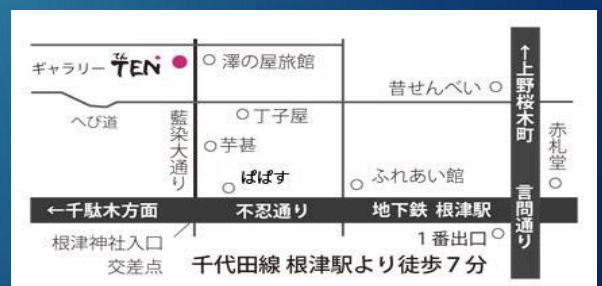 ギャラリー てん TEN
澤の屋旅館
昔せんべい
↑上野桜木町
へび道
藍染大通り
丁子屋
芋甚
ぱぱす
ふれあい館
赤札堂
←千駄木方面
不忍通り
地下鉄 根津駅
言問通り
根津神社入口
交差点
1番出口
千代田線 根津駅より徒歩7分